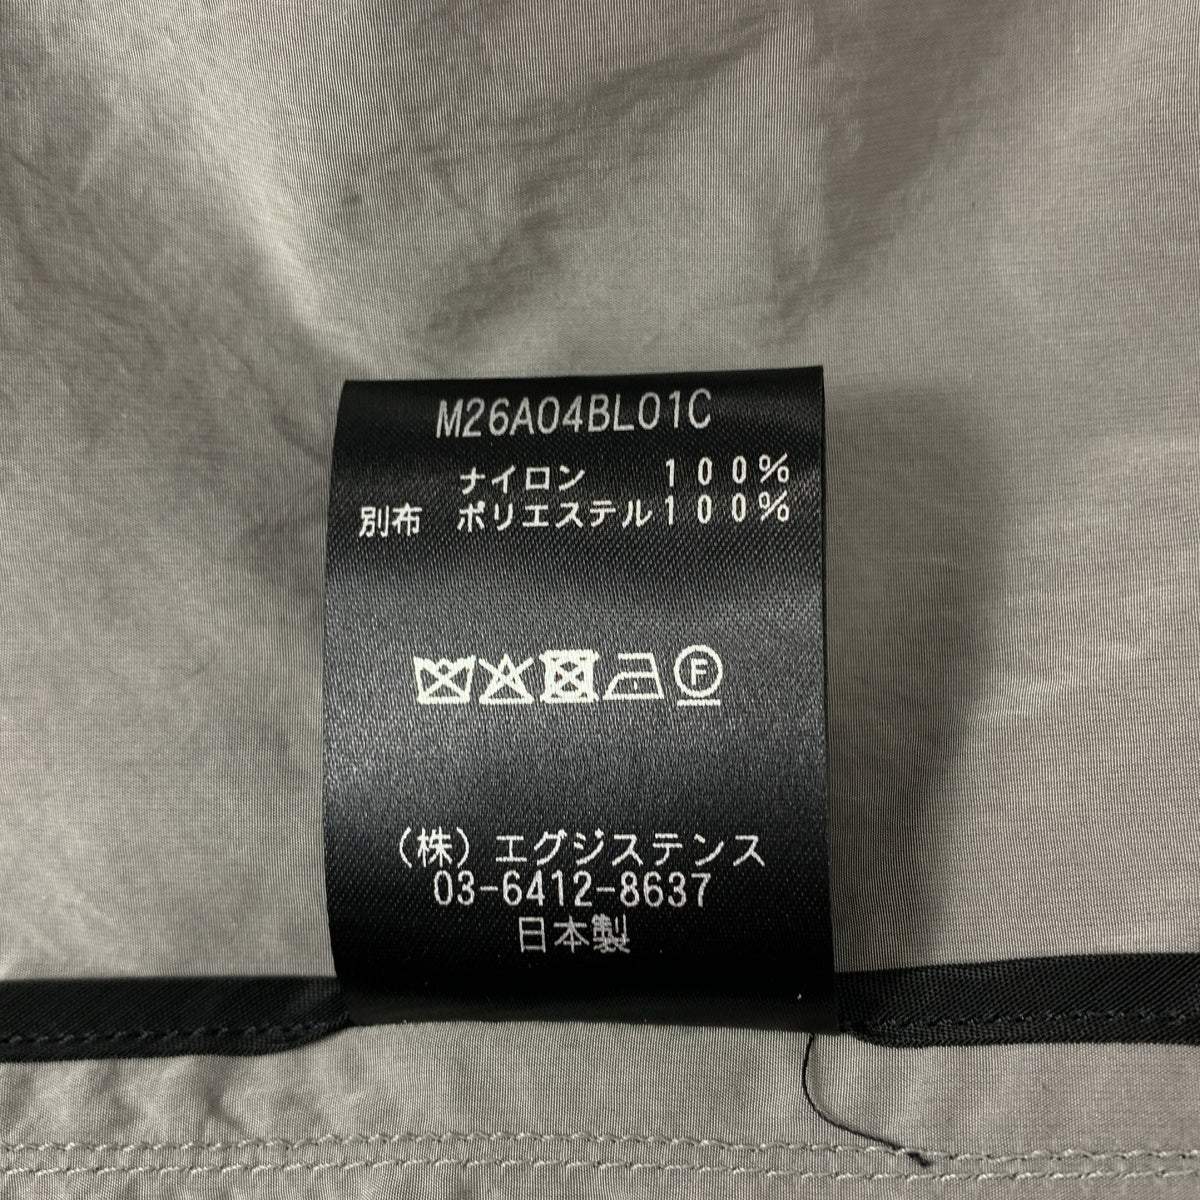 M26A04BL01C
ナイロン 100%
別布 ポリエステル100%
F
(株)エグジステンス
03-6412-8637
日本製